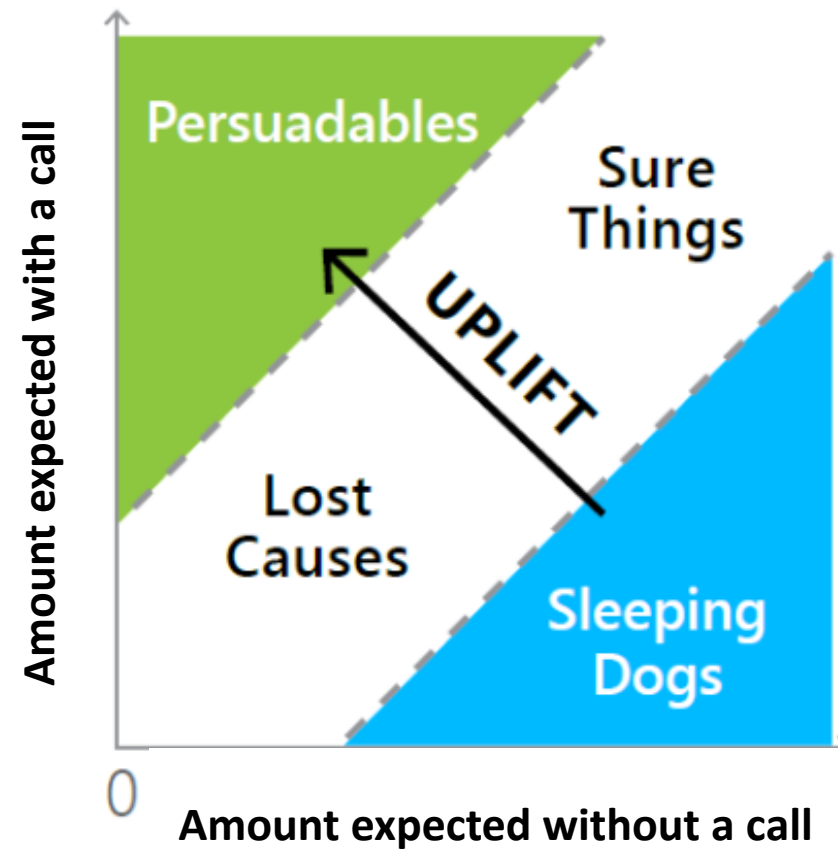 Amount expected with a call
Persuadables
Sure
Things
UPLIFT
Lost
Causes
Sleeping
Dogs
0
Amount expected without a call